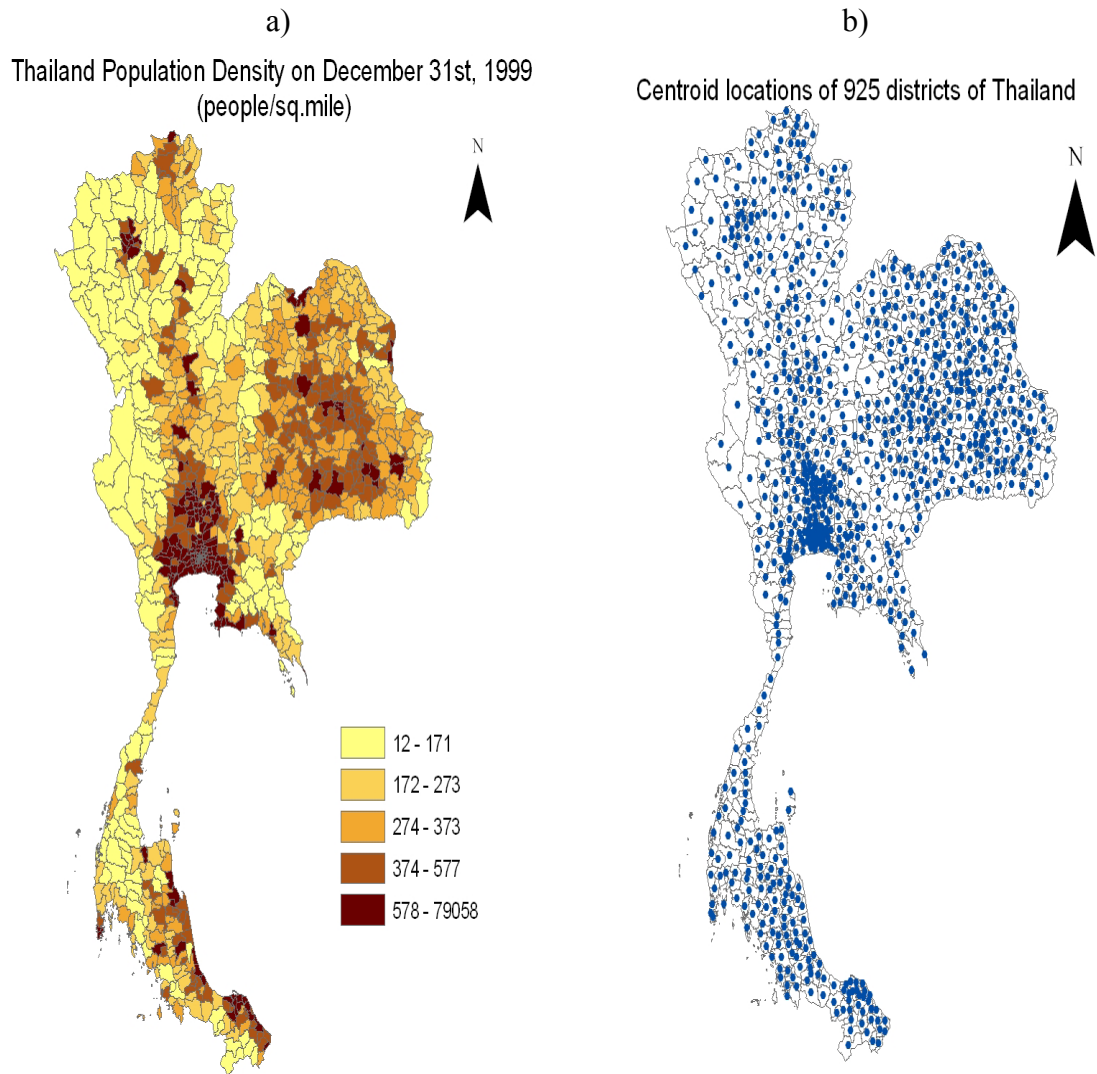 a)
Thailand Population Density on December 31st, 1999
(people/sq.mile)
N
12 - 171
172 - 273
274 - 373
374 - 577
578 - 79058
b)
Centroid locations of 925 districts of Thailand
N